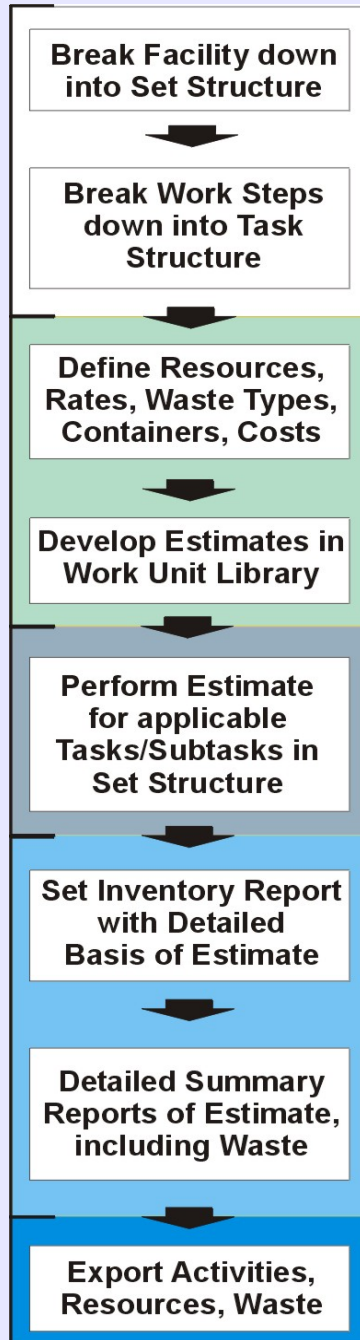 Break Facility down
into Set Structure
Break Work Steps
down into Task
Structure
Define Resources,
Rates, Waste Types,
Containers, Costs
Develop Estimates in
Work Unit Library
Perform Estimate
for applicable
Tasks/Subtasks in
Set Structure
Set Inventory Report
with Detailed
Basis of Estimate
Detailed Summary
Reports of Estimate,
including Waste
Export Activities,
Resources, Waste